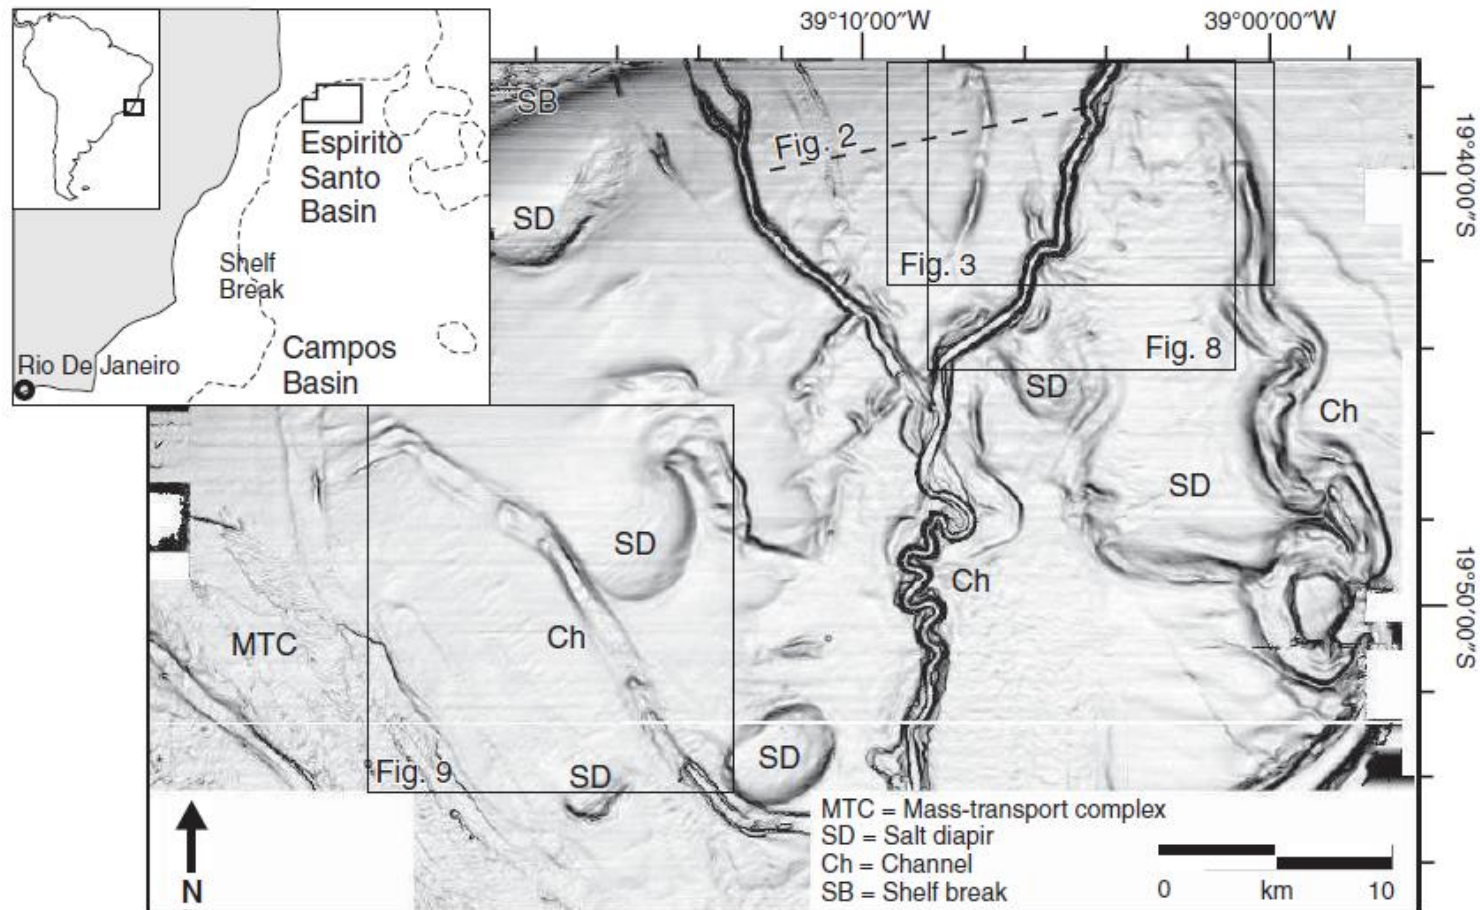 39°10'00"W
39°00'00"W
SB
Fig. 2
Espirito
Santo
Basin
19°40'00"S
SD
Fig. 3
Shelf
Break
Campos
Basin
Rio De Janeiro
Fig. 8
SD
Ch
SD
SD
Ch
Ch
MTC
19°50'00"S
SD
Fig. 9
SD
MTC = Mass-transport complex
SD = Salt diapir
Ch = Channel
SB = Shelf break
0 km 10
N